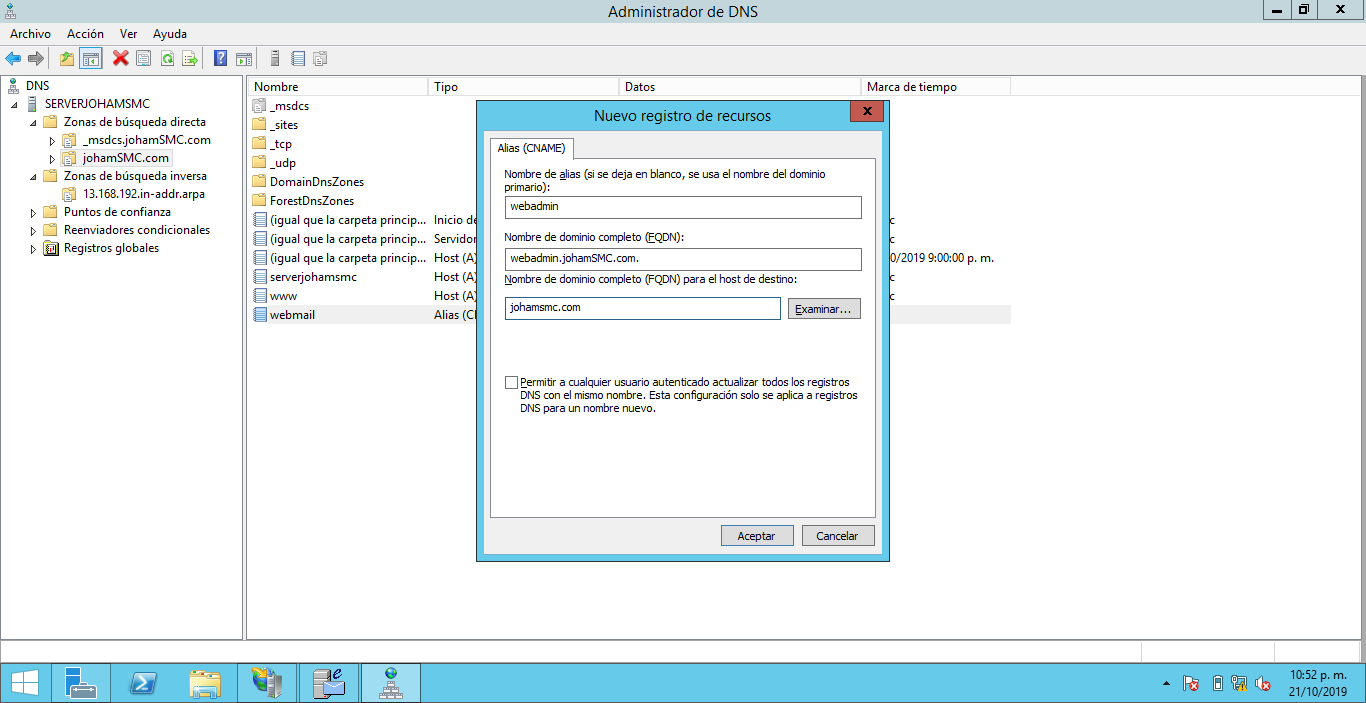 Administrador de DNS
Archivo Acción Ver Ayuda
DNS
SERVERJOHAMSMC
Zonas de búsqueda directa
_msdcs.johamSMC.com
johamSMC.com
Zonas de búsqueda inversa
13.168.192.in-addr.arpa
Puntos de confianza
Reenviadores condicionales
Registros globales
Nombre Tipo Datos Marca de tiempo
_msdcs
_sites
_tcp
_udp
DomainDnsZones
ForestDnsZones
(igual que la carpeta princip... Inicio de
(igual que la carpeta princip... Servidor
(igual que la carpeta princip... Host (A) 0/2019 9:00:00 p. m.
serverjohamsmc Host (A)
www Host (A)
webmail Alias (C
Nuevo registro de recursos
Alias (CNAME)
Nombre de alias (si se deja en blanco, se usa el nombre del dominio
primario):
webadmin
Nombre de dominio completo (FQDN):
webadmin.johamSMC.com.
Nombre de dominio completo (FQDN) para el host de destino:
johamsmc.com
Examinar...
Permitir a cualquier usuario autenticado actualizar todos los registros
DNS con el mismo nombre. Esta configuración solo se aplica a registros
DNS para un nombre nuevo.
Aceptar Cancelar
10:52 p. m.
21/10/2019